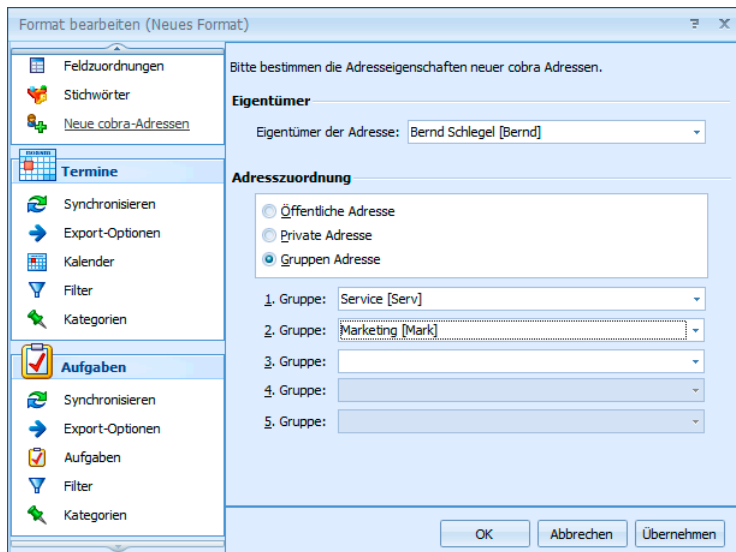 Format bearbeiten (Neues Format)
Feldzuordnungen
Stichwörter
Neue cobra-Adressen
Termine
Synchronisieren
Export-Optionen
Kalender
Filter
Kategorien
Aufgaben
Synchronisieren
Export-Optionen
Aufgaben
Filter
Kategorien
Bitte bestimmen die Adresseigenschaften neuer cobra Adressen.
Eigentümer
Eigentümer der Adresse: Bernd Schlegel [Bernd]
Adresszuordnung
Öffentliche Adresse
Private Adresse
Gruppen Adresse
1. Gruppe: Service [Serv]
2. Gruppe: Marketing [Mark]
3. Gruppe:
4. Gruppe:
5. Gruppe:
OK Abbrechen Übernehmen